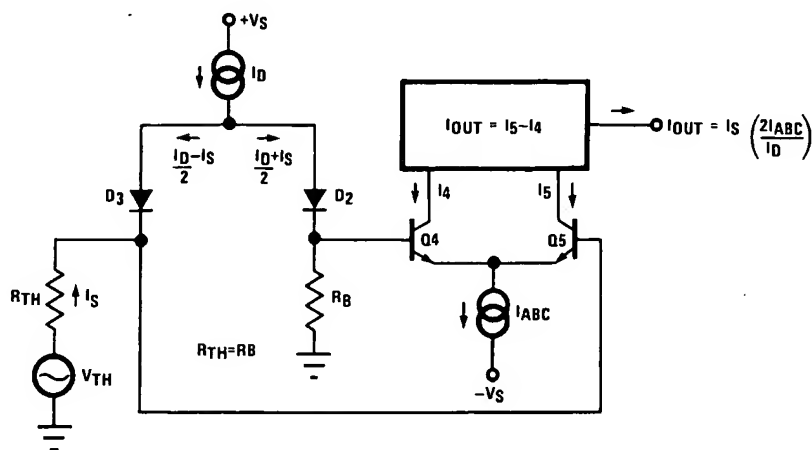 +VS
ID
IOUT = I5~I4
IOUT = IS (2IABC/ID)
ID/2–IS
ID/2+IS
I4
I5
D3
D2
Q4
Q5
RTH
IS
RB
IABC
RTH=RB
VTH
–VS